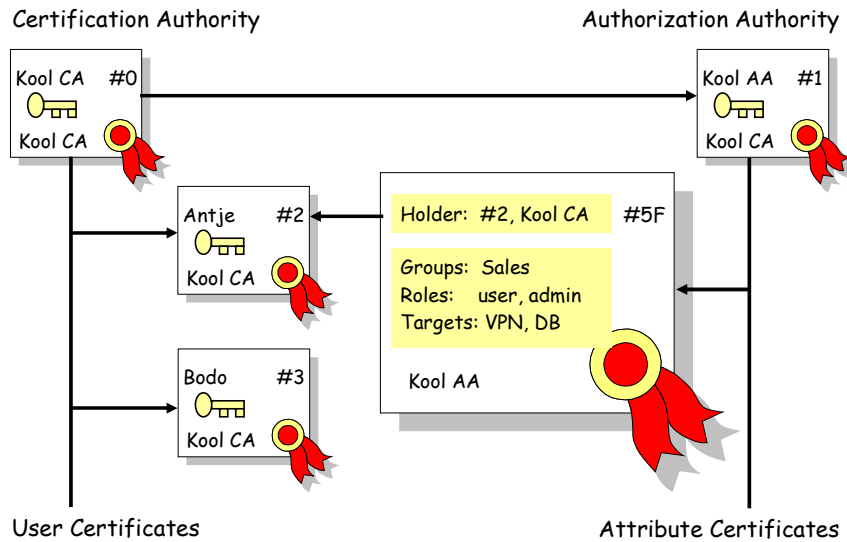 Certification Authority
Authorization Authority
Kool CA #0
Kool CA
Kool AA #1
Kool CA
Antje #2
Kool CA
Holder: #2, Kool CA #5F
Groups: Sales
Roles: user, admin
Targets: VPN, DB
Kool AA
Bodo #3
Kool CA
User Certificates
Attribute Certificates